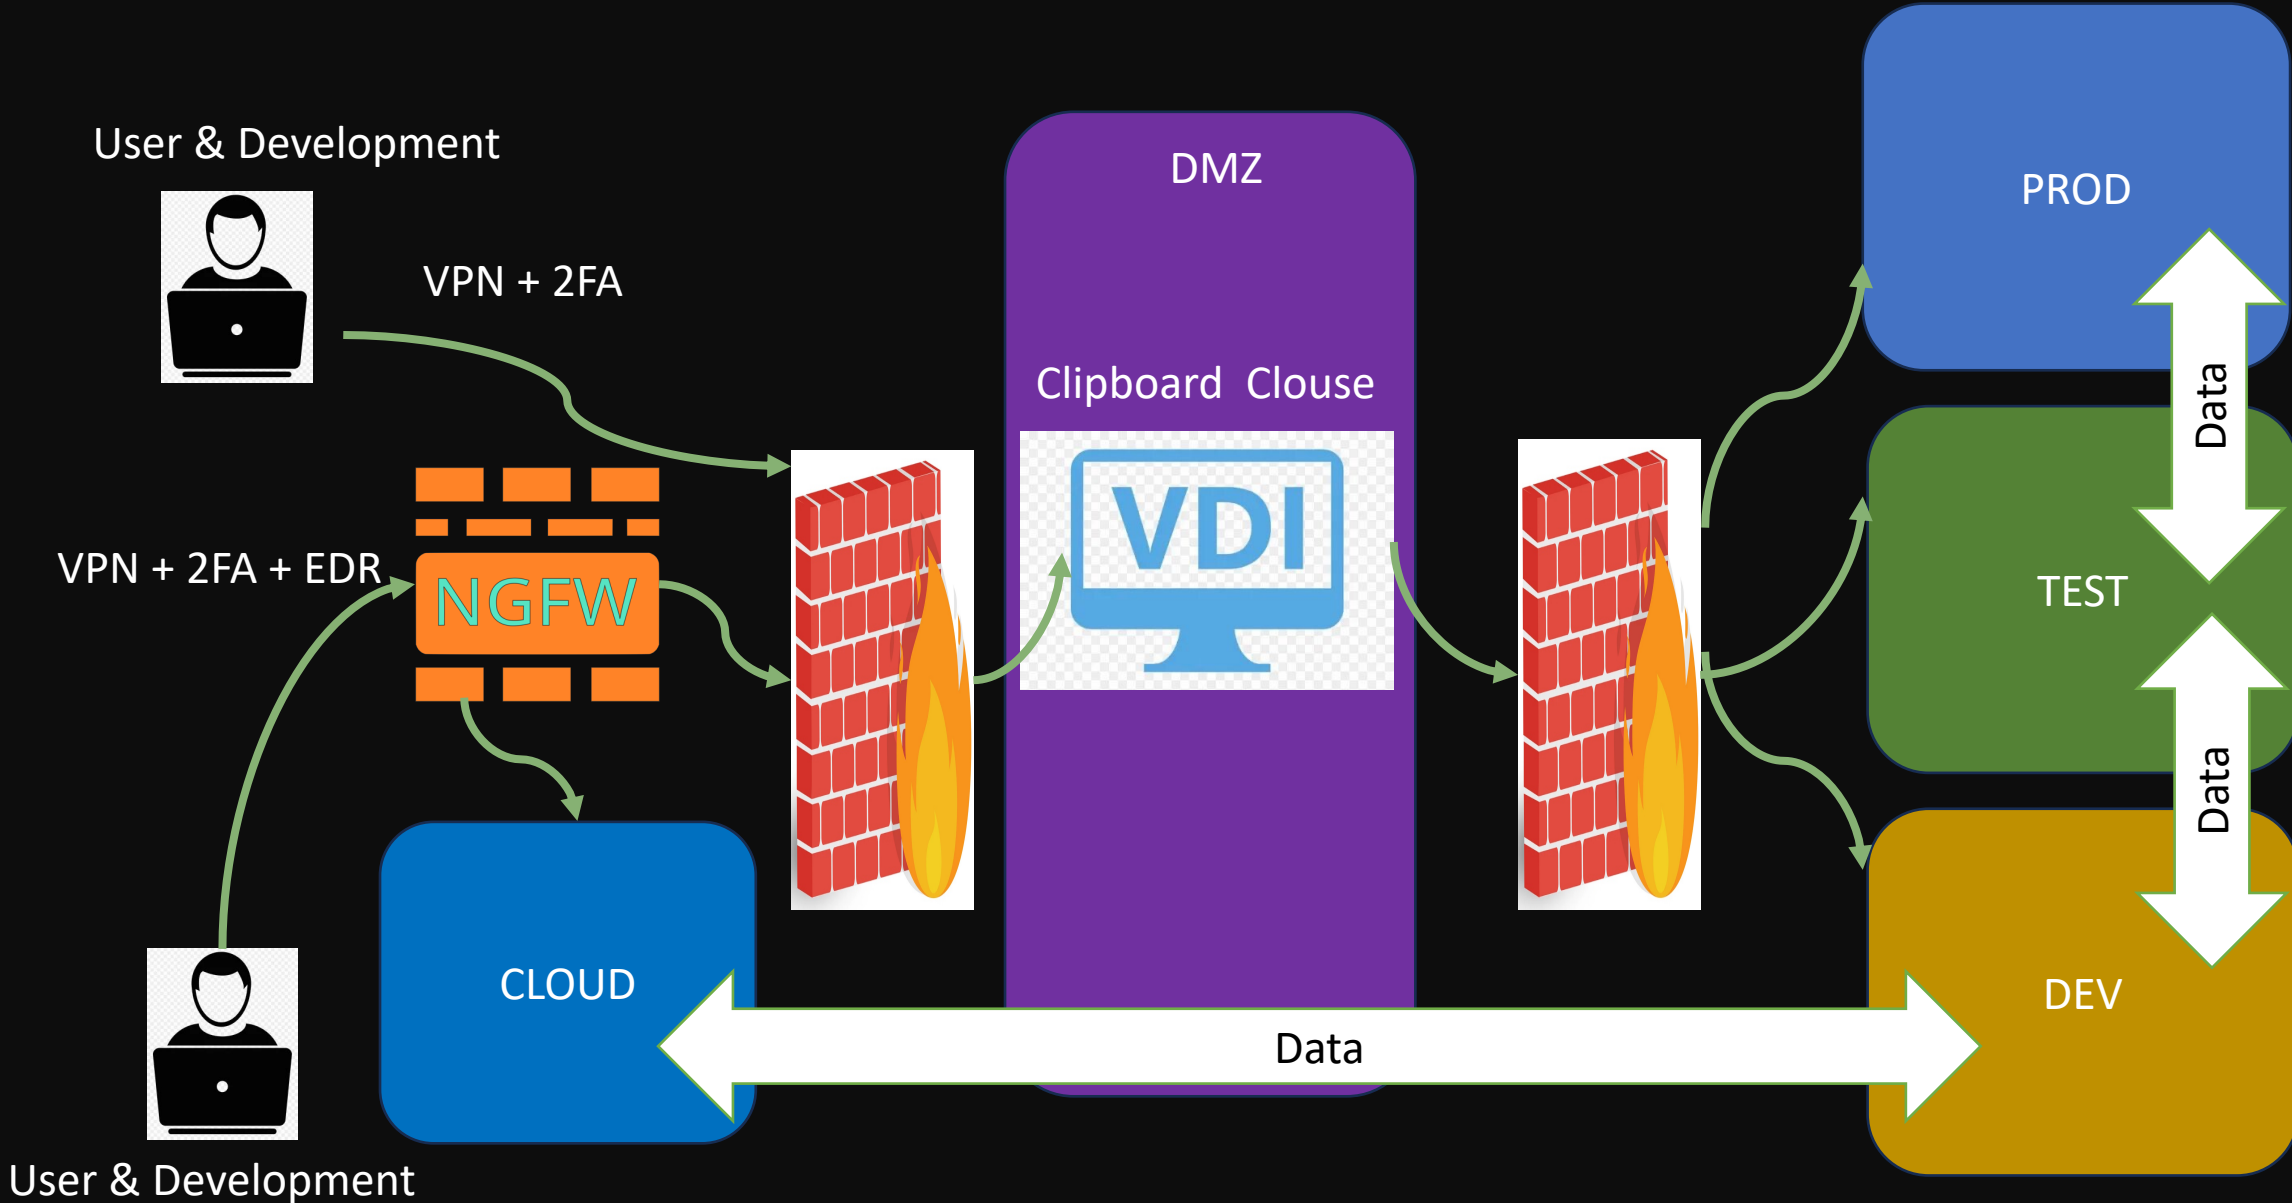 User & Development
VPN + 2FA
VPN + 2FA + EDR
NGFW
CLOUD
User & Development
DMZ
Clipboard  Clouse
VDI
Data
PROD
Data
TEST
Data
DEV